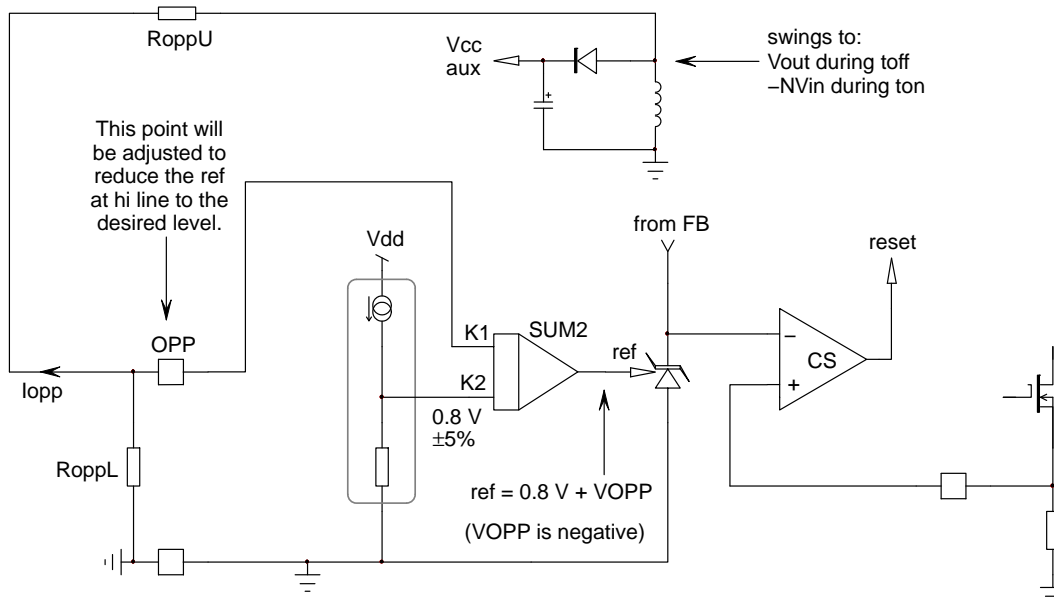 RoppU
Vcc
aux
swings to:
Vout during toff
–NVin during ton
This point will
be adjusted to
reduce the ref
at hi line to the
desired level.
from FB
reset
Vdd
OPP
K1
SUM2
ref
CS
–
+
Iopp
K2
0.8 V
±5%
RoppL
ref = 0.8 V + VOPP
(VOPP is negative)
+